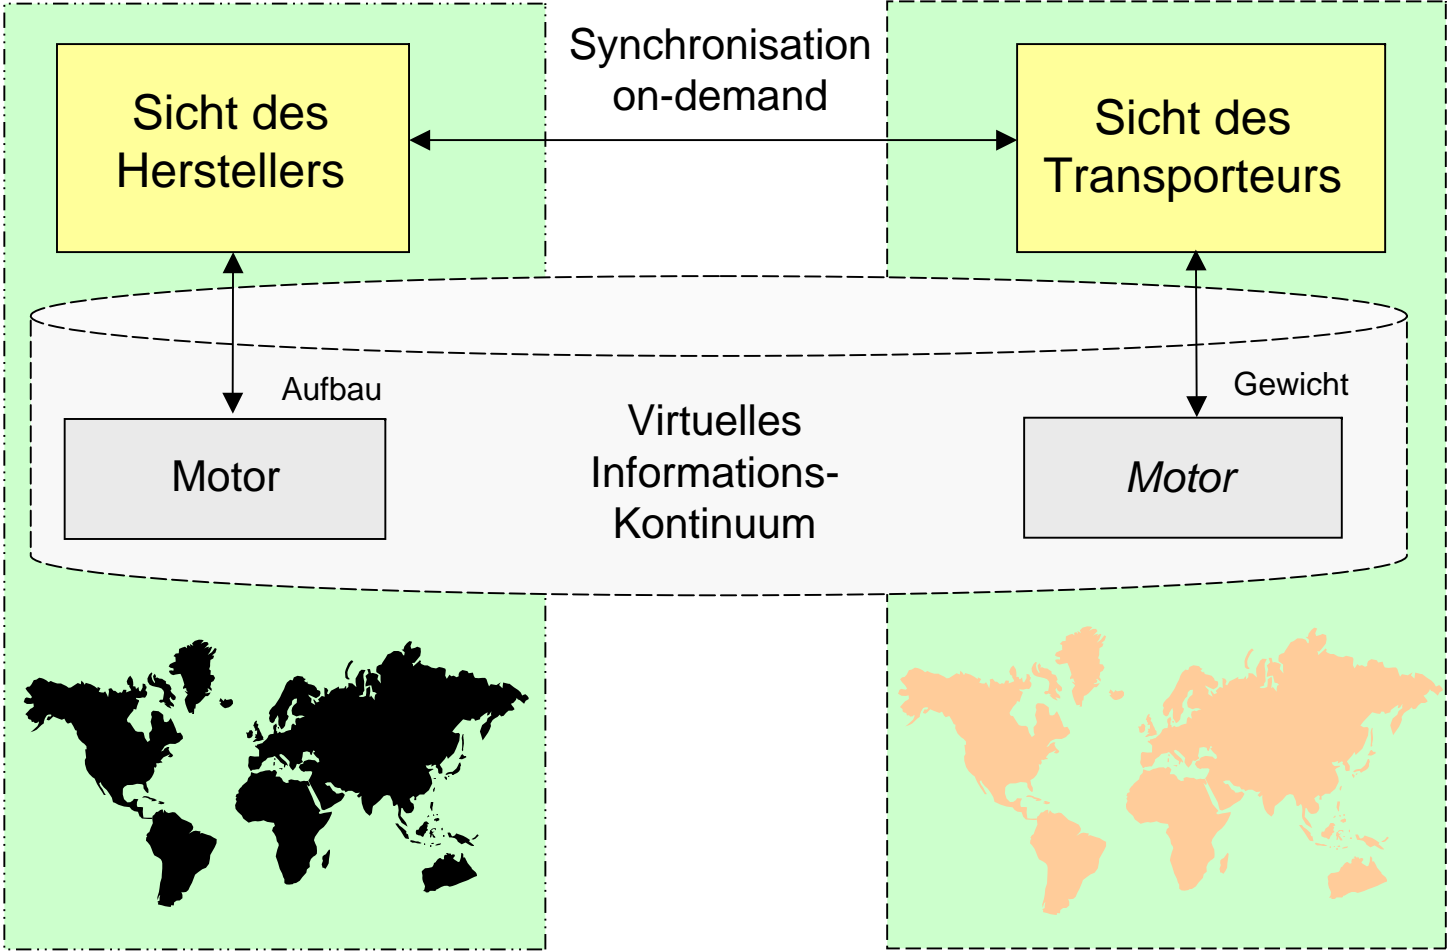 Synchronisation
on-demand
Sicht des
Herstellers
Sicht des
Transporteurs
Aufbau
Gewicht
Motor
Virtuelles
Informations-
Kontinuum
Motor